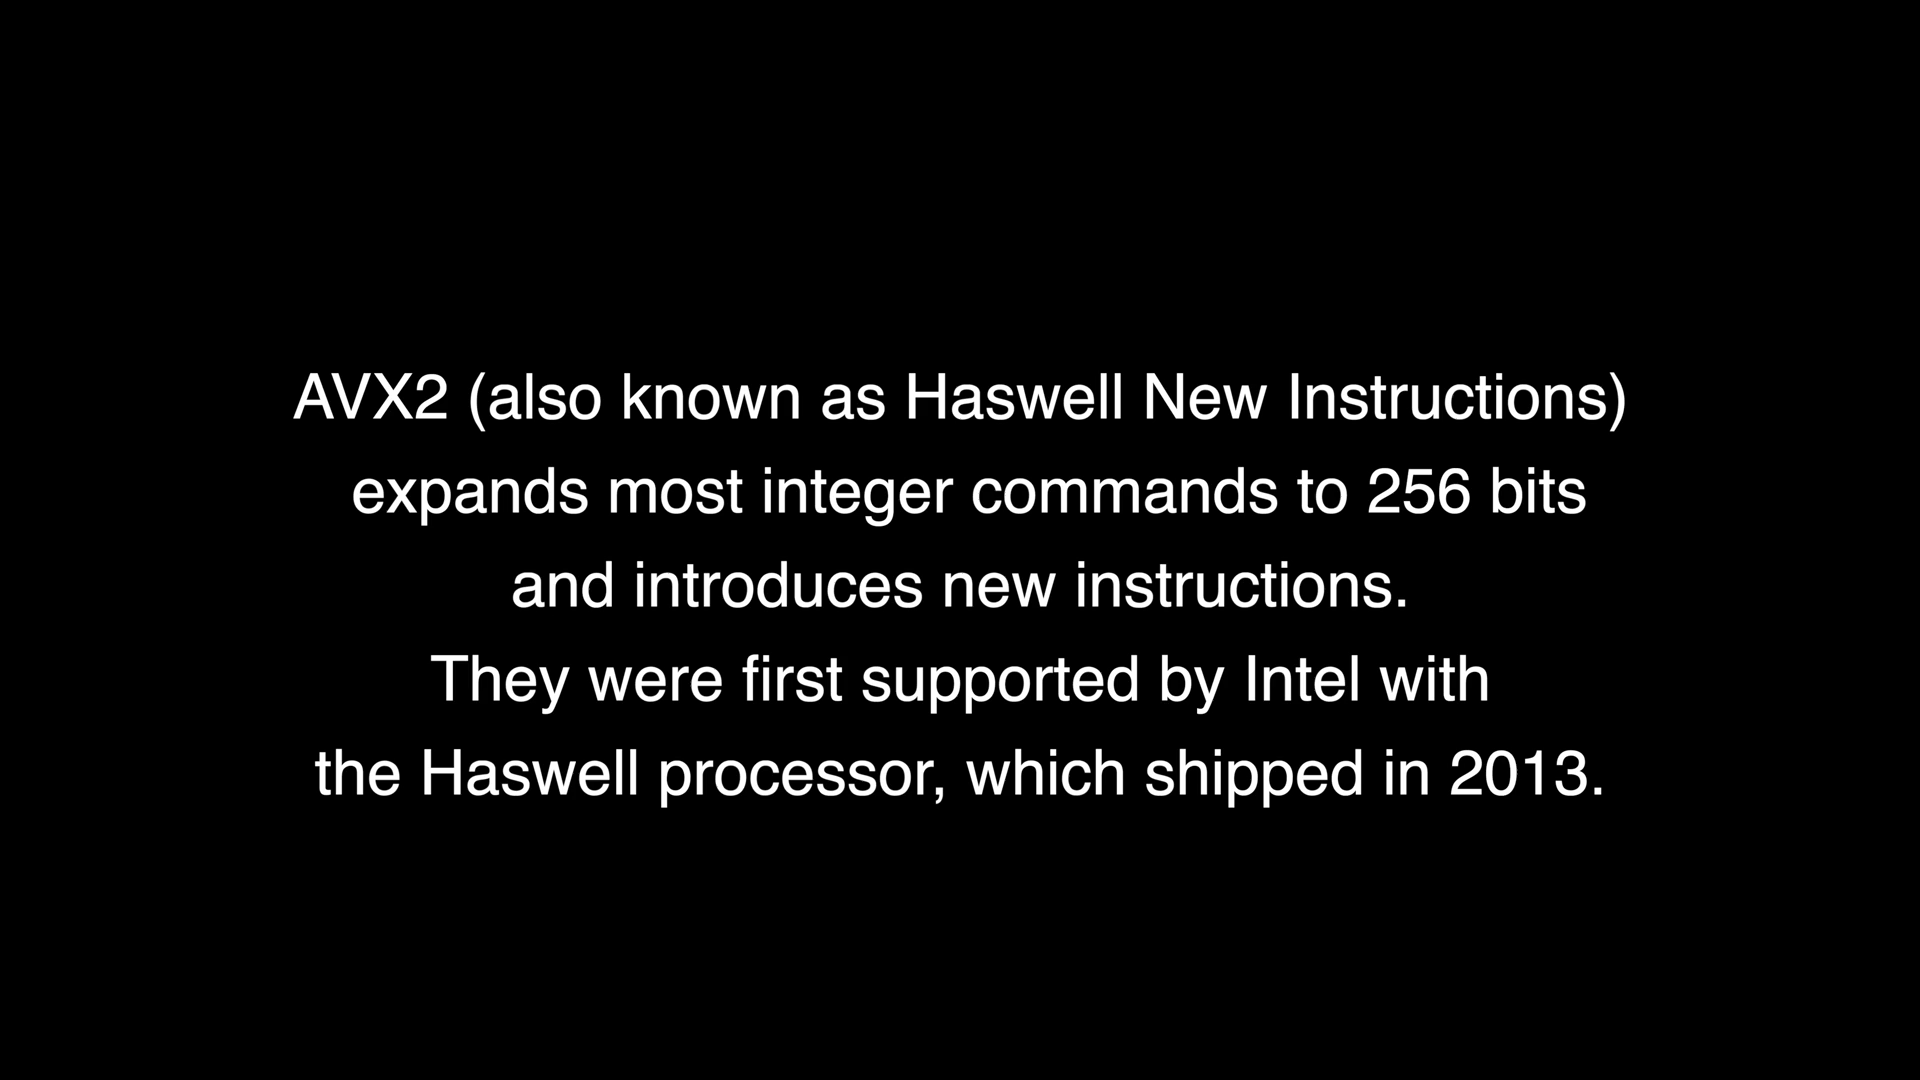 AVX2 (also known as Haswell New Instructions)
expands most integer commands to 256 bits
and introduces new instructions.
They were first supported by Intel with
the Haswell processor, which shipped in 2013.